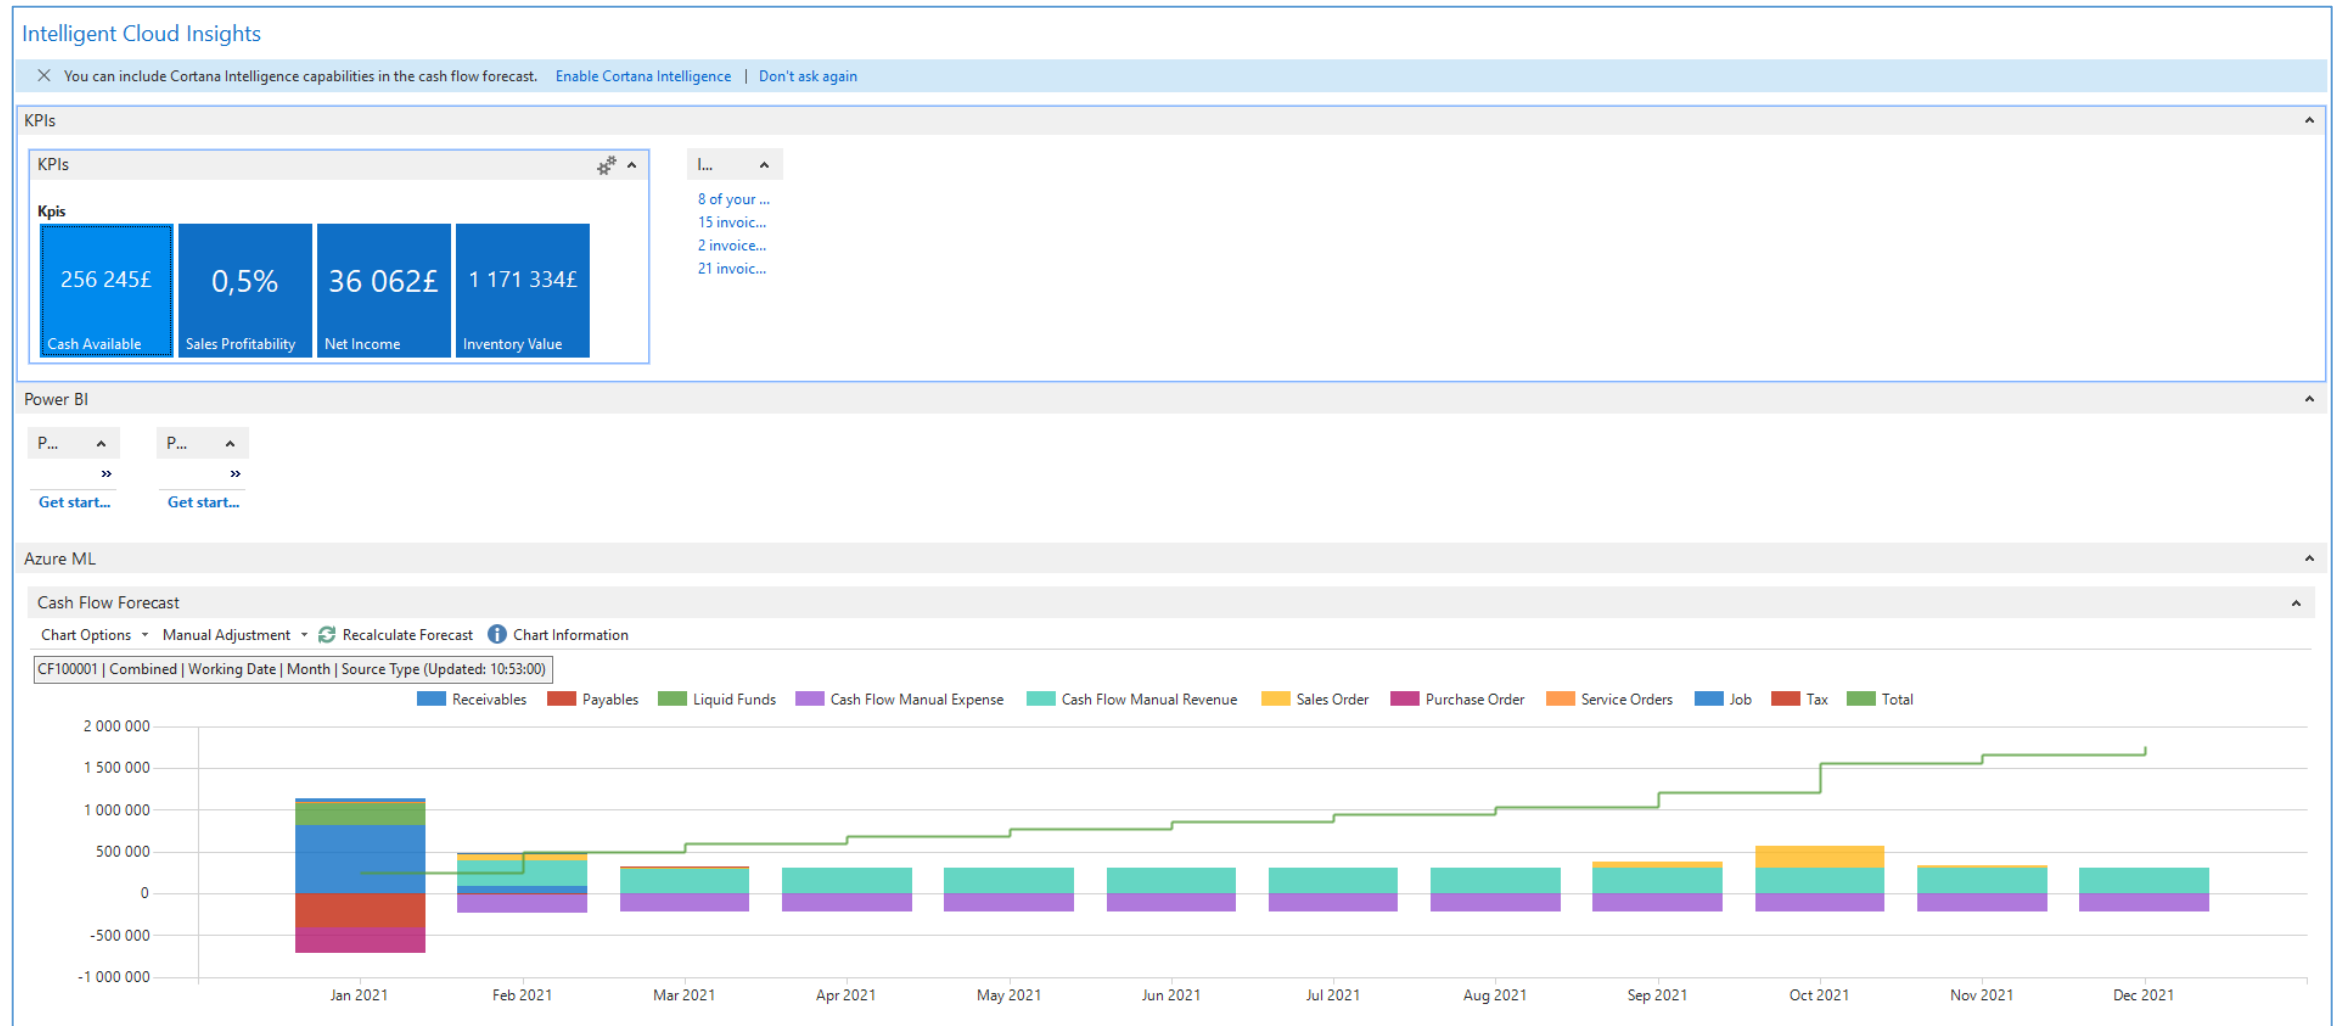 Intelligent Cloud Insights
You can include Cortana Intelligence capabilities in the cash flow forecast. Enable Cortana Intelligence | Don't ask again
KPIs
KPIs
I...
Kpis
256 245£
Cash Available
0,5%
Sales Profitability
36 062£
Net Income
1 171 334£
Inventory Value
8 of your ...
15 invoic...
2 invoice...
21 invoic...
Power BI
P...
P...
Get start...
Get start...
Azure ML
Cash Flow Forecast
Chart Options Manual Adjustment Recalculate Forecast Chart Information
CF100001 | Combined | Working Date | Month | Source Type (Updated: 10:53:00)
Receivables Payables Liquid Funds Cash Flow Manual Expense Cash Flow Manual Revenue Sales Order Purchase Order Service Orders Job Tax Total
2 000 000
1 500 000
1 000 000
500 000
0
-500 000
-1 000 000
Jan 2021 Feb 2021 Mar 2021 Apr 2021 May 2021 Jun 2021 Jul 2021 Aug 2021 Sep 2021 Oct 2021 Nov 2021 Dec 2021